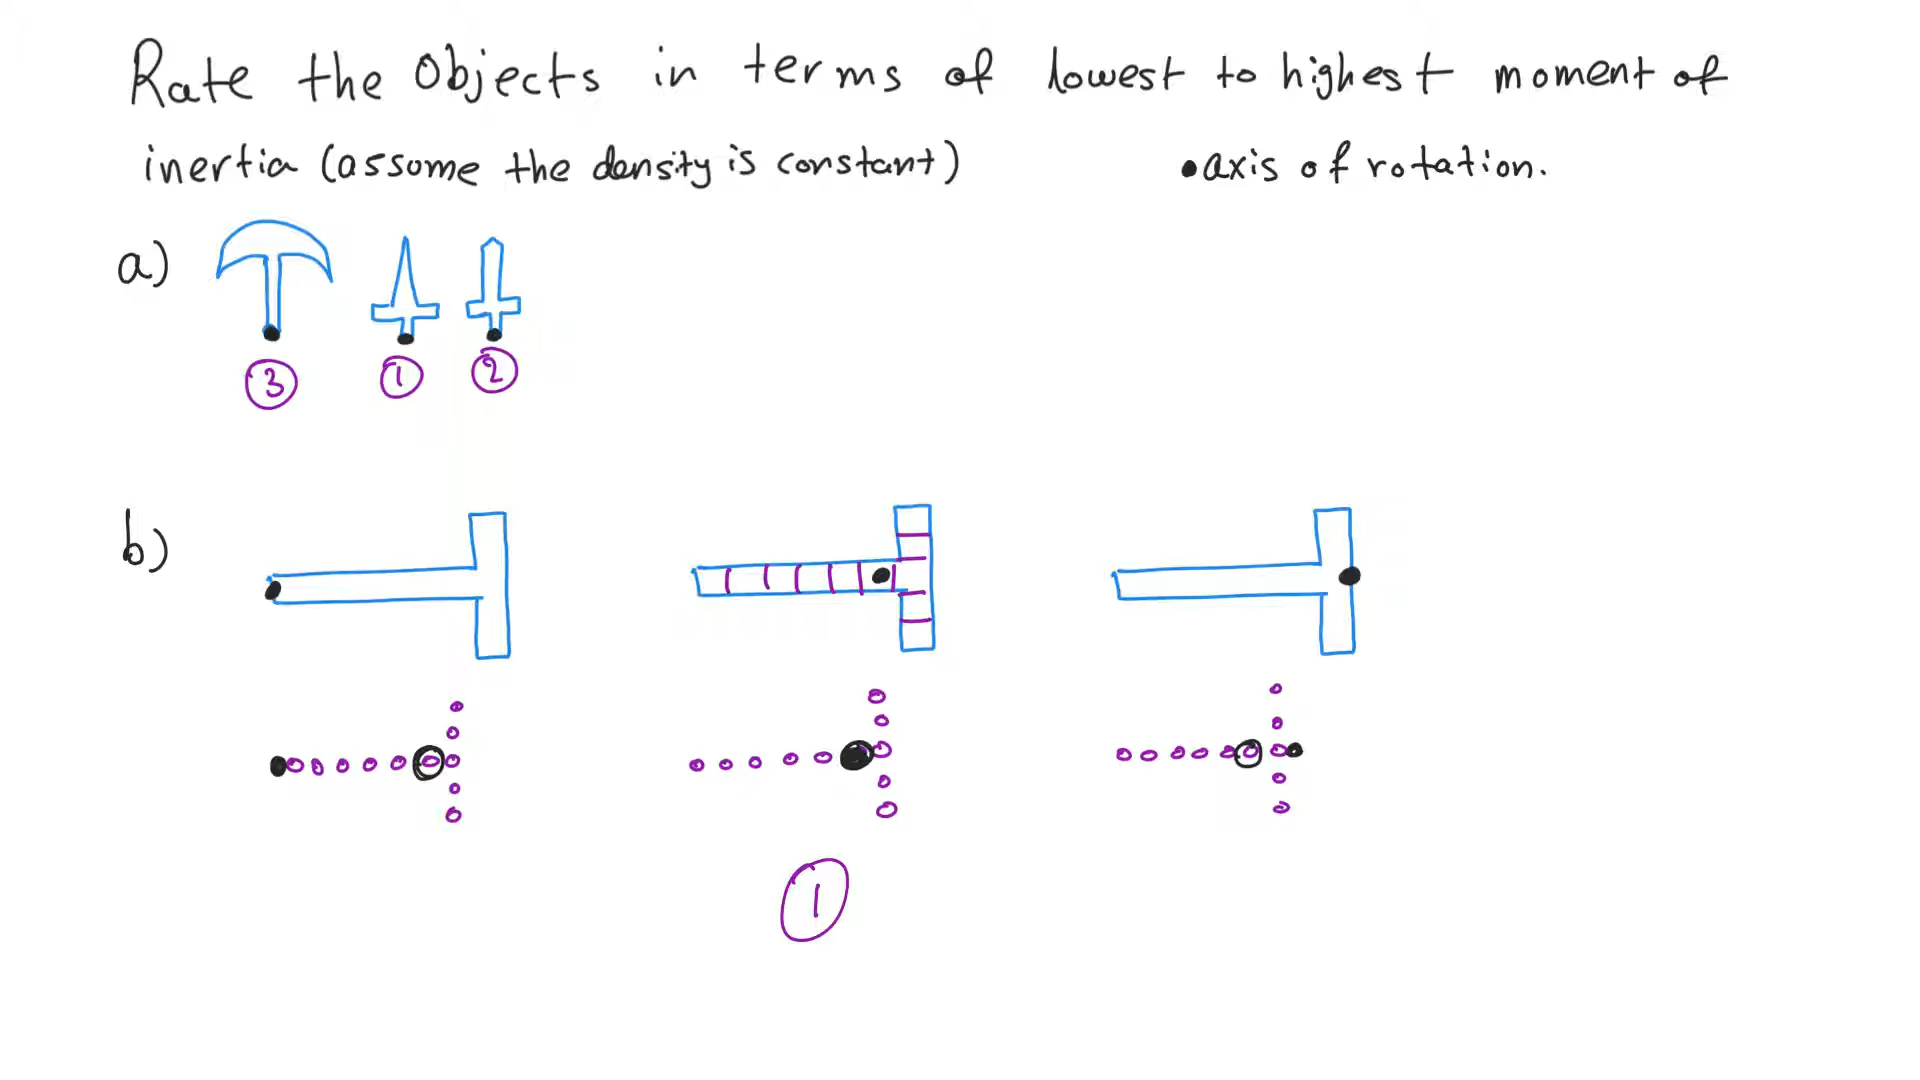 Rate the Objects in terms of lowest to highest moment of
inertia (assume the density is constant)
•axis of rotation.
a)
3 1 2
b)
1